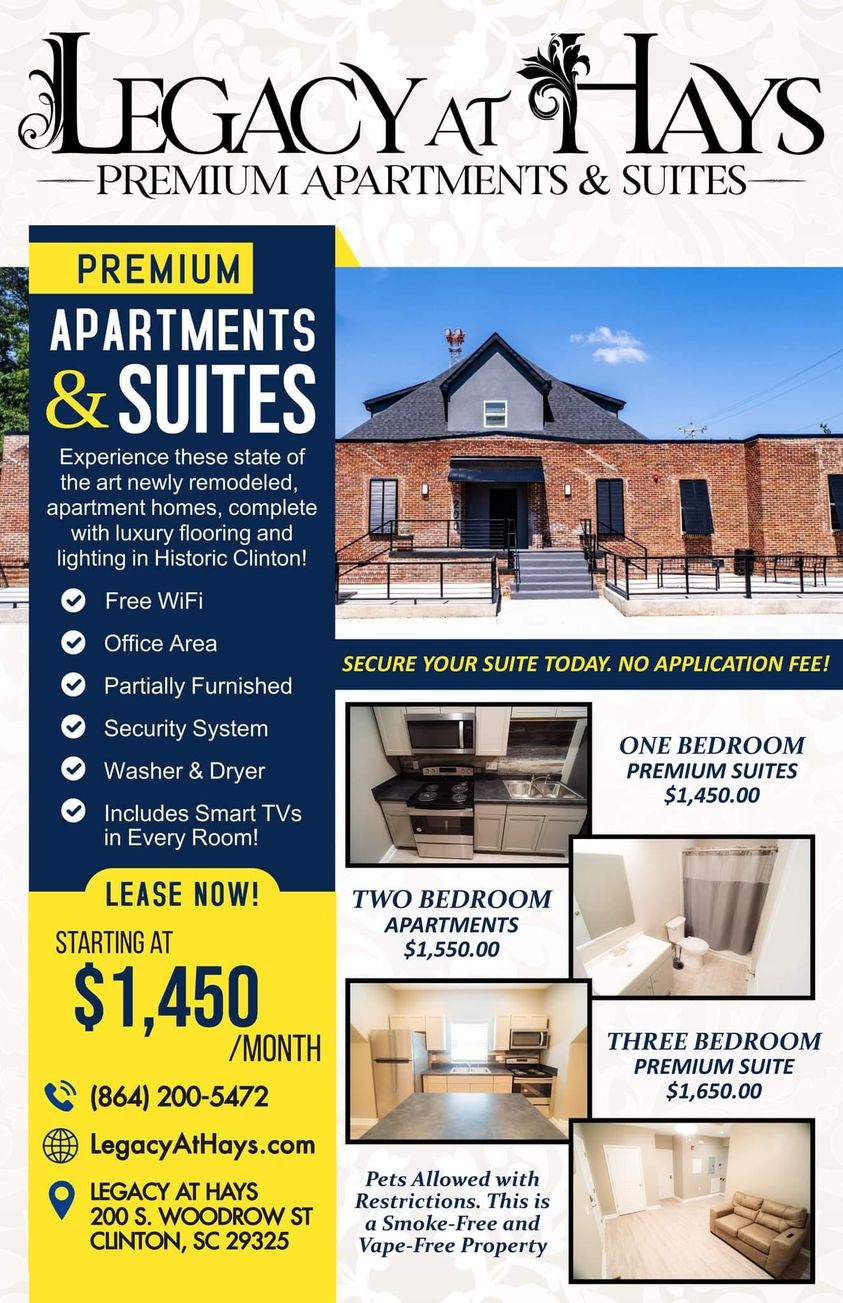 LEGACY AT HAYS
PREMIUM APARTMENTS & SUITES
PREMIUM
APARTMENTS
& SUITES
Experience these state of
the art newly remodeled,
apartment homes, complete
with luxury flooring and
lighting in Historic Clinton!
Free WiFi
Office Area
Partially Furnished
Security System
Washer & Dryer
Includes Smart TVs
in Every Room!
LEASE NOW!
STARTING AT
$1,450
/MONTH
(864) 200-5472
LegacyAtHays.com
LEGACY AT HAYS
200 S. WOODROW ST
CLINTON, SC 29325
SECURE YOUR SUITE TODAY. NO APPLICATION FEE!
ONE BEDROOM
PREMIUM SUITES
$1,450.00
TWO BEDROOM
APARTMENTS
$1,550.00
THREE BEDROOM
PREMIUM SUITE
$1,650.00
Pets Allowed with
Restrictions. This is
a Smoke-Free and
Vape-Free Property